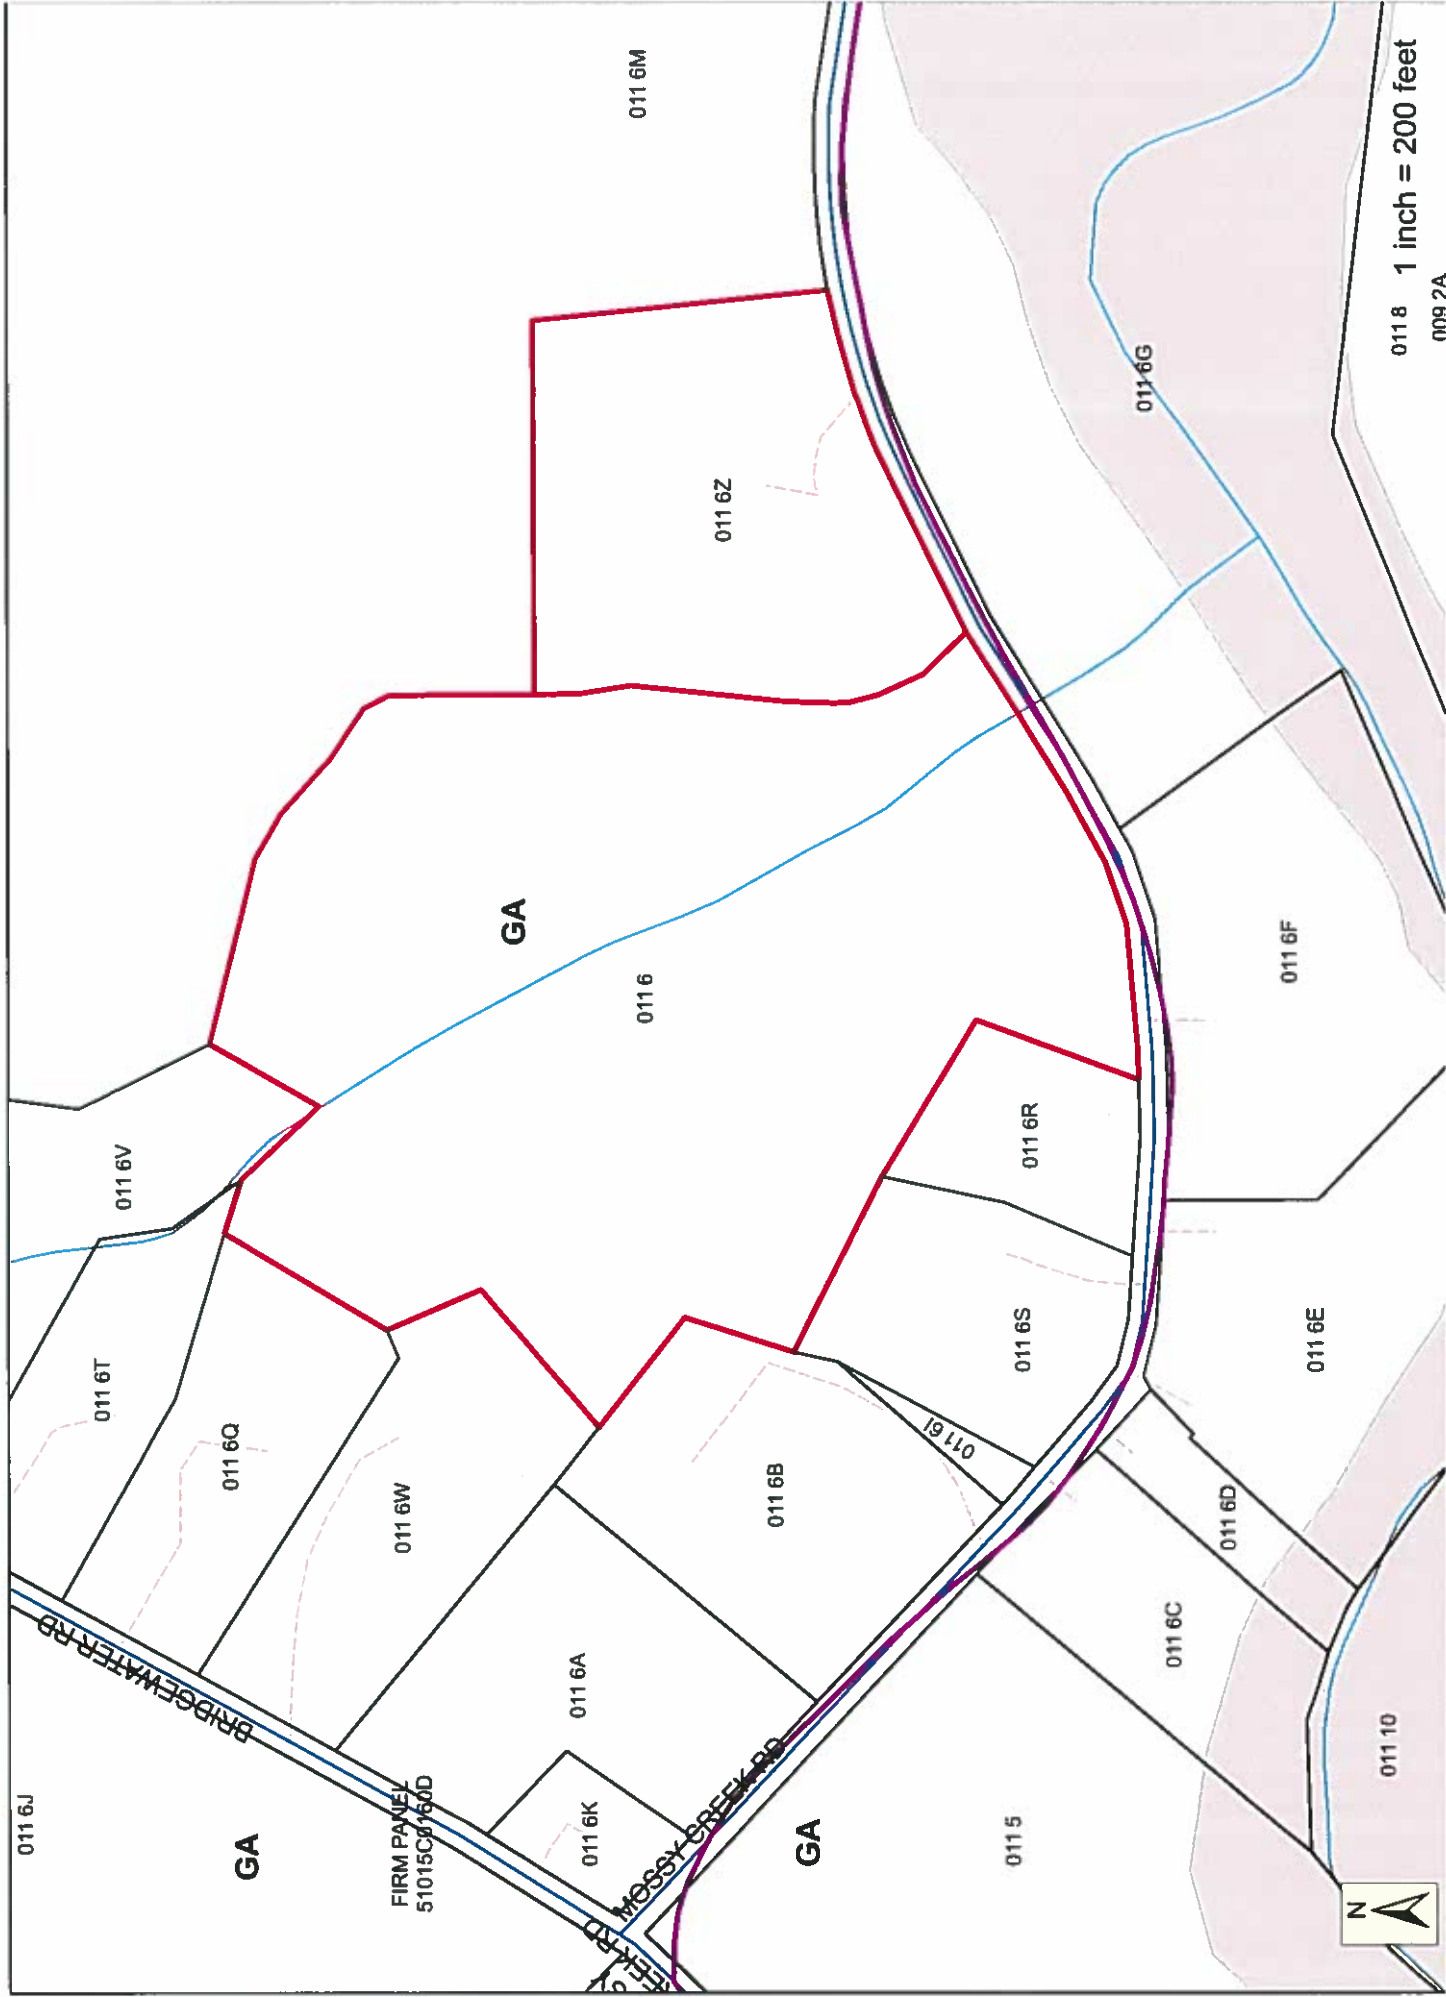 011 6J
GA
BRIDGEWATER RD
FIRM PANEL
51015C0160D
011 6T
011 6V
011 6Q
011 6W
011 6A
011 6K
MOSSY CREEK RD
RD
GA
011 5
011 6B
011 6I
011 6S
011 6R
011 6
GA
011 6Z
011 6M
011 6G
011 6F
011 6E
011 6D
011 6C
011 10
N
011 8
1 inch = 200 feet
009 2A